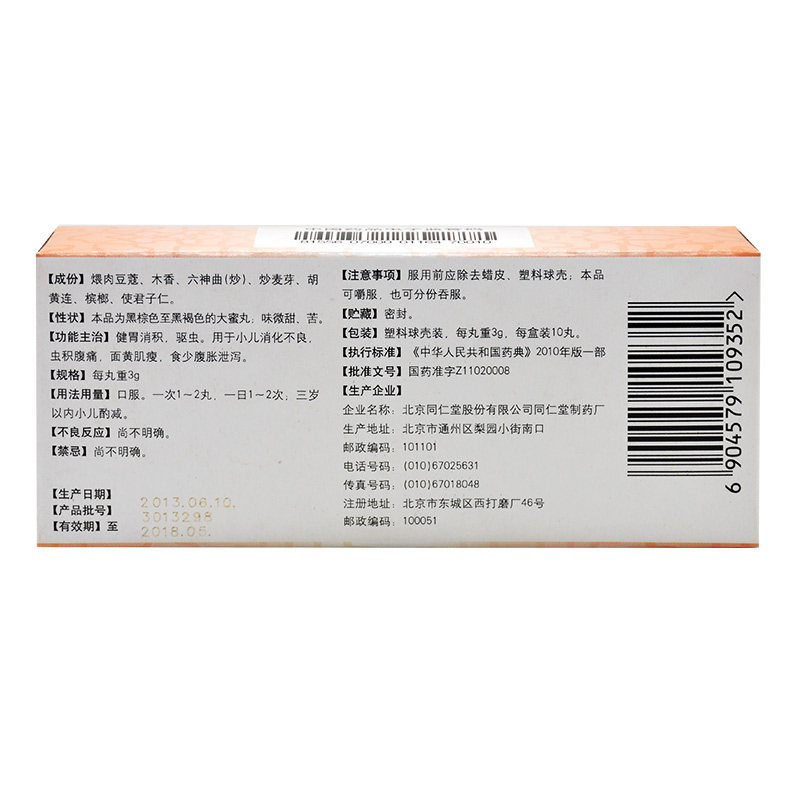 81556 07000 01164 70010
【成份】 煨肉豆蔻、木香、六神曲(炒)、炒麦芽、胡
黄连、槟榔、使君子仁。
【性状】 本品为黑棕色至黑褐色的大蜜丸；味微甜、苦。
【功能主治】 健胃消积，驱虫。用于小儿消化不良，
虫积腹痛，面黄肌瘦，食少腹胀泄泻。
【规格】 每丸重3g
【用法用量】 口服。一次1～2丸，一日1～2次；三岁
以内小儿酌减。
【不良反应】 尚不明确。
【禁忌】 尚不明确。
【生产日期】 2013.06.10.
【产品批号】 3013298
【有效期】 至 2018.05.
【注意事项】 服用前应除去蜡皮、塑料球壳；本品
可嚼服，也可分份吞服。
【贮藏】 密封。
【包装】 塑料球壳装，每丸重3g，每盒装10丸。
【执行标准】 《中华人民共和国药典》2010年版一部
【批准文号】 国药准字Z11020008
【生产企业】
企业名称：北京同仁堂股份有限公司同仁堂制药厂
生产地址：北京市通州区梨园小街南口
邮政编码：101101
电话号码：(010)67025631
传真号码：(010)67018048
注册地址：北京市东城区西打磨厂46号
邮政编码：100051
6 904579 109352>